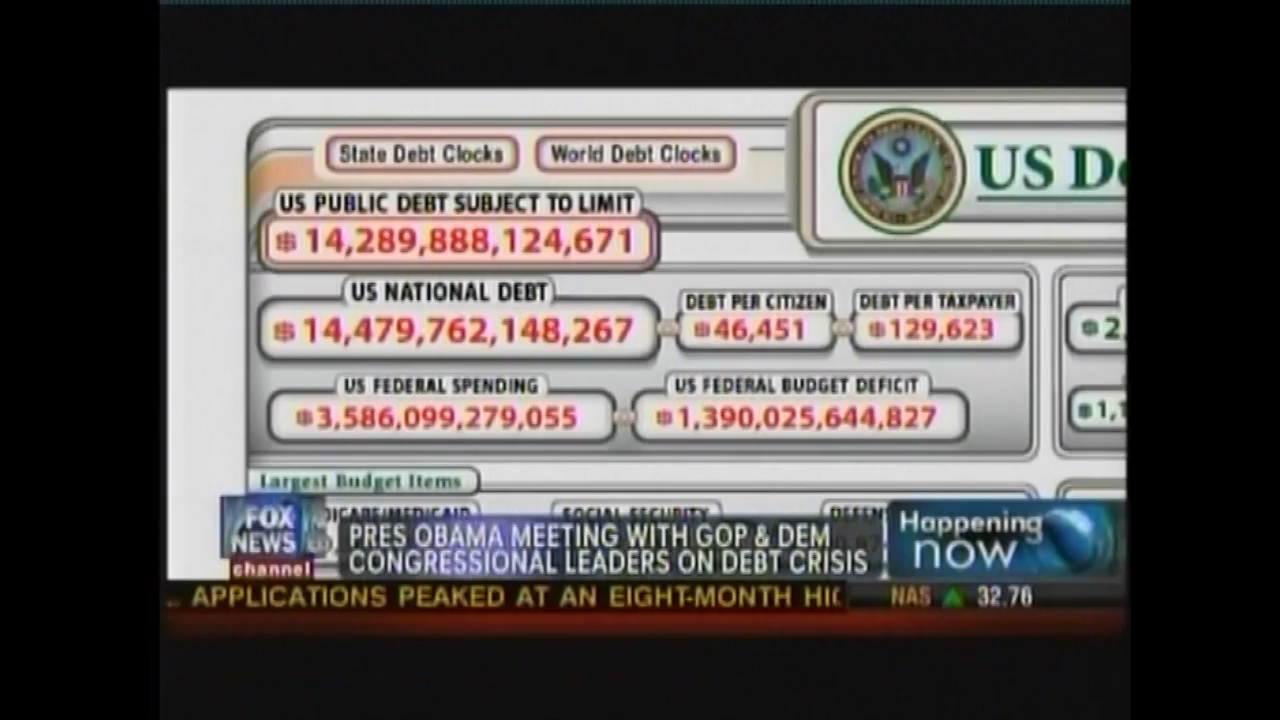 State Debt Clocks World Debt Clocks
US PUBLIC DEBT SUBJECT TO LIMIT
$ 14,289,888,124,671
US NATIONAL DEBT
$ 14,479,762,148,267
DEBT PER CITIZEN
$ 46,451
DEBT PER TAXPAYER
$ 129,623
US FEDERAL SPENDING
$ 3,586,099,279,055
US FEDERAL BUDGET DEFICIT
$ 1,390,025,644,827
US
$ 2,
$ 1,1
Largest Budget Items
SOCIAL SECURITY
FOX
NEWS
channel
PRES OBAMA MEETING WITH GOP & DEM
CONGRESSIONAL LEADERS ON DEBT CRISIS
Happening
now
APPLICATIONS PEAKED AT AN EIGHT-MONTH
NAS ▲ 32.76